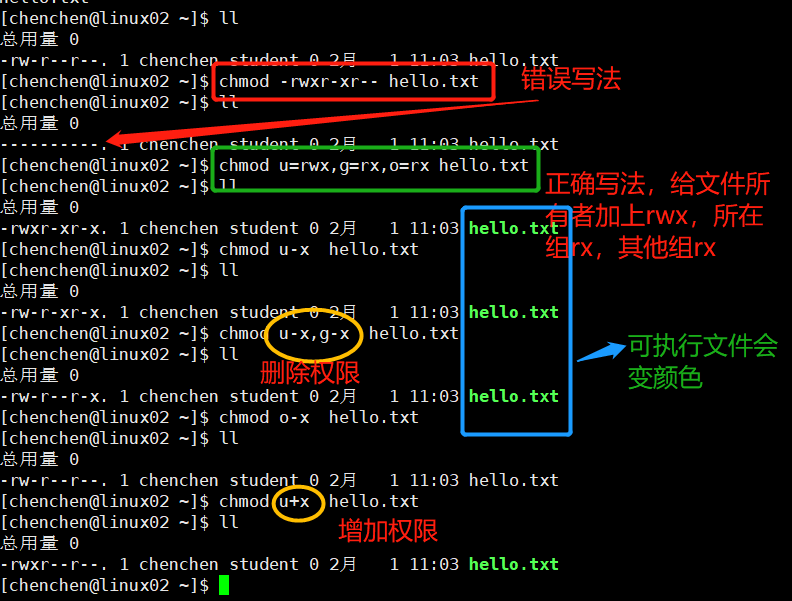 hello.txt
[chenchen@linux02 ~]$ ll
总用量 0
-rw-r--r--. 1 chenchen student 0 2月   1 11:03 hello.txt
[chenchen@linux02 ~]$ chmod -rwxr-xr-- hello.txt
错误写法
[chenchen@linux02 ~]$ ll
总用量 0
----------. 1 chenchen student 0 2月   1 11:03 hello.txt
[chenchen@linux02 ~]$ chmod u=rwx,g=rx,o=rx hello.txt
[chenchen@linux02 ~]$ ll
正确写法，给文件所
有者加上rwx，所在
组rx，其他组rx
总用量 0
-rwxr-xr-x. 1 chenchen student 0 2月   1 11:03 hello.txt
[chenchen@linux02 ~]$ chmod u-x  hello.txt
[chenchen@linux02 ~]$ ll
总用量 0
-rw-r-xr-x. 1 chenchen student 0 2月   1 11:03 hello.txt
[chenchen@linux02 ~]$ chmod u-x,g-x  hello.txt
可执行文件会
变颜色
[chenchen@linux02 ~]$ ll
删除权限
总用量 0
-rw-r--r-x. 1 chenchen student 0 2月   1 11:03 hello.txt
[chenchen@linux02 ~]$ chmod o-x  hello.txt
[chenchen@linux02 ~]$ ll
总用量 0
-rw-r--r--. 1 chenchen student 0 2月   1 11:03 hello.txt
[chenchen@linux02 ~]$ chmod u+x  hello.txt
[chenchen@linux02 ~]$ ll
增加权限
总用量 0
-rwxr--r--. 1 chenchen student 0 2月   1 11:03 hello.txt
[chenchen@linux02 ~]$